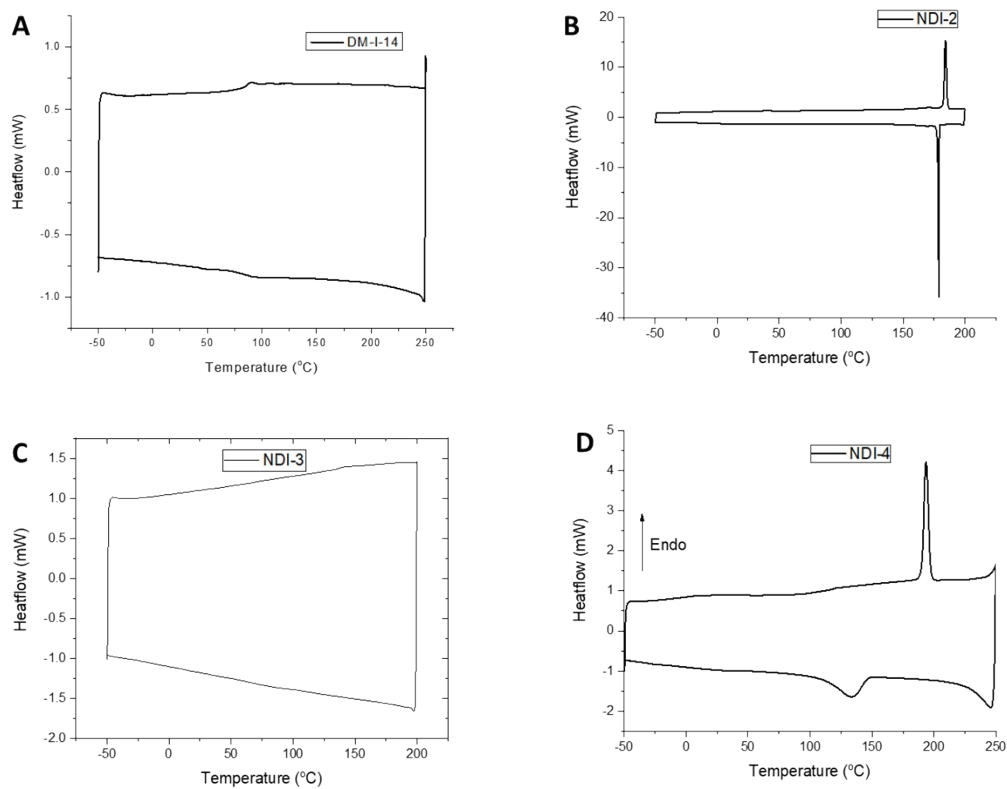 A
DM-I-14
1.0
0.5
0.0
-0.5
-1.0
Heatflow (mW)
-50 0 50 100 150 200 250
Temperature (°C)
B
NDI-2
20
10
0
-10
-20
-30
-40
Heatflow (mW)
-50 0 50 100 150 200
Temperature (°C)
C
NDI-3
1.5
1.0
0.5
0.0
-0.5
-1.0
-1.5
-2.0
Heatflow (mW)
-50 0 50 100 150 200
Temperature (°C)
D
NDI-4
5
4
3
2
1
0
-1
-2
Endo
Heatflow (mW)
-50 0 50 100 150 200 250
Temperature (°C)